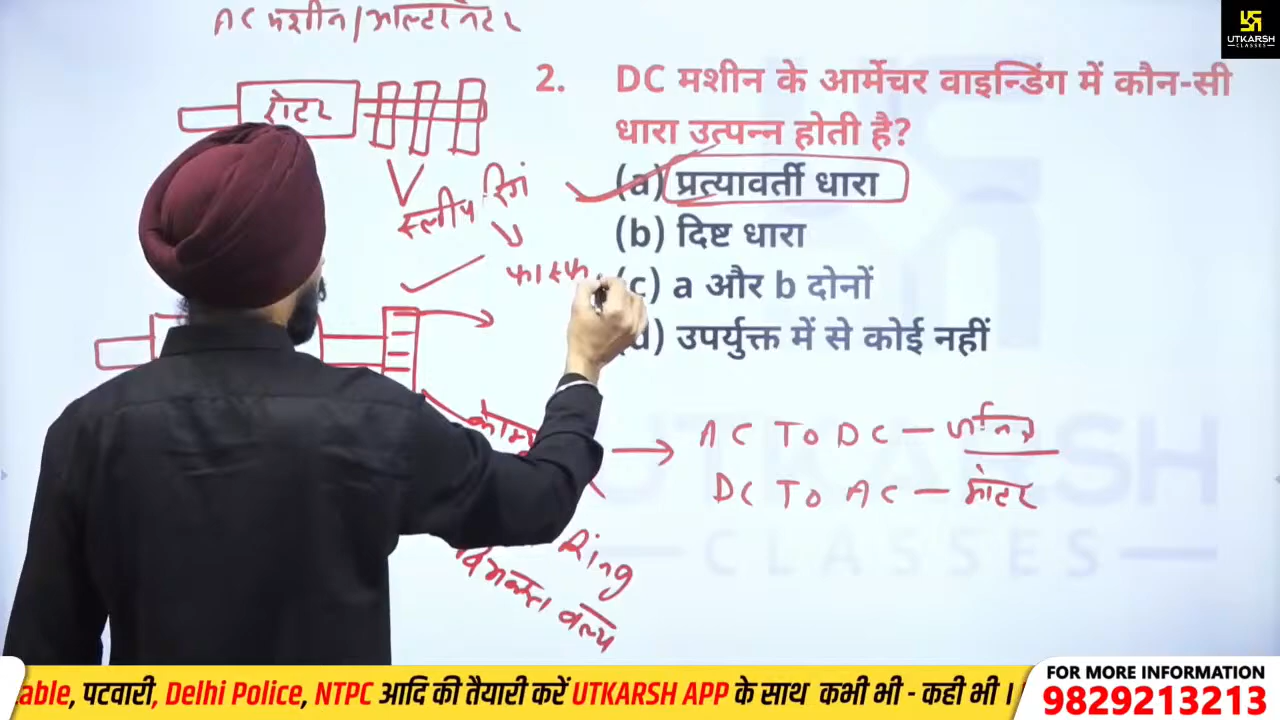 AC मशीन/अल्टरनेटर
UTKARSH
CLASSES
रोटर
स्लीप रिंग
2. DC मशीन के आर्मेचर वाइन्डिंग में कौन-सी
धारा उत्पन्न होती है?
(a) प्रत्यावर्ती धारा
(b) दिष्ट धारा
(c) a और b दोनों
(d) उपर्युक्त में से कोई नहीं
AC TO DC –
DC TO AC – मोटर
Ring
UTKARSH
CLASSES
able, पटवारी, Delhi Police, NTPC आदि की तैयारी करें UTKARSH APP के साथ कभी भी - कही भी ।
FOR MORE INFORMATION
9829213213